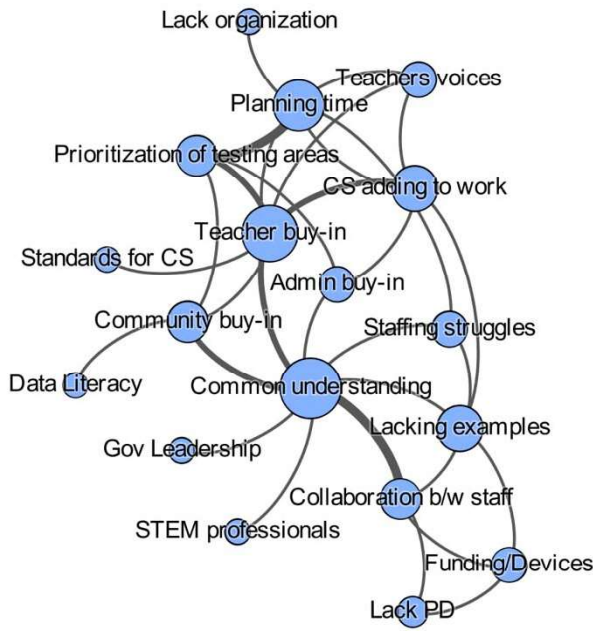 Lack organization
Teachers voices
Planning time
Prioritization of testing areas
CS adding to work
Teacher buy-in
Standards for CS
Admin buy-in
Community buy-in
Staffing struggles
Data Literacy
Common understanding
Lacking examples
Gov Leadership
Collaboration b/w staff
STEM professionals
Funding/Devices
Lack PD